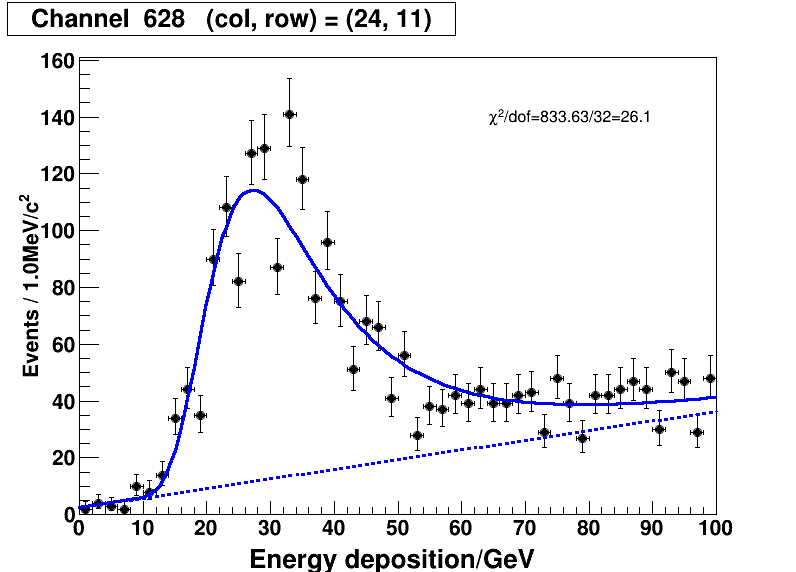 Channel 628 (col, row) = (24, 11)
160
140
120
100
80
60
40
20
0
χ²/dof=833.63/32=26.1
Events / 1.0MeV/c²
0 10 20 30 40 50 60 70 80 90 100
Energy deposition/GeV